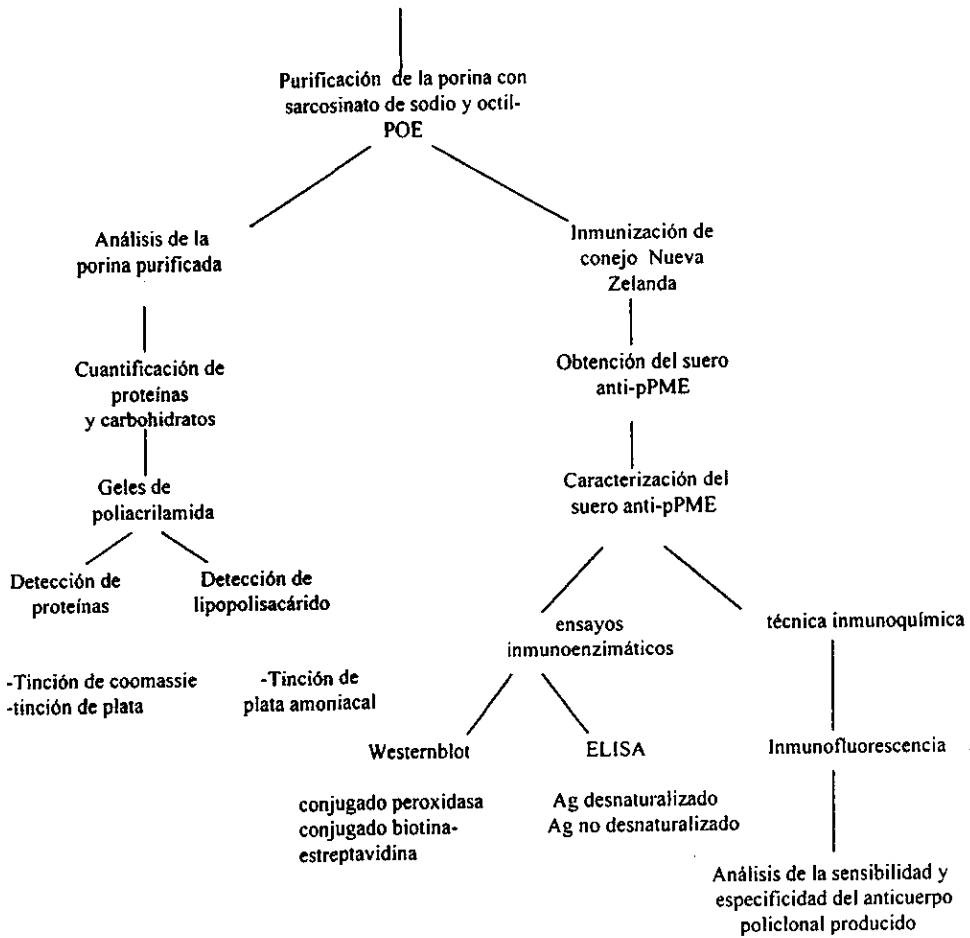 Purificación de la porina con
sarcosinato de sodio y octil-
POE
Análisis de la
porina purificada
Inmunización de
conejo Nueva
Zelanda
Cuantificación de
proteínas
y carbohidratos
Obtención del suero
anti-pPME
Geles de
poliacrilamida
Caracterización del
suero anti-pPME
Detección de
proteínas
Detección de
lipopolisacárido
ensayos
inmunoenzimáticos
técnica inmunoquímica
-Tinción de coomassie
-tinción de plata
-Tinción de
plata amoniacal
Westernblot
ELISA
Inmunofluorescencia
conjugado peroxidasa
conjugado biotina-
estreptavidina
Ag desnaturalizado
Ag no desnaturalizado
Análisis de la sensibilidad y
especificidad del anticuerpo
policlonal producido